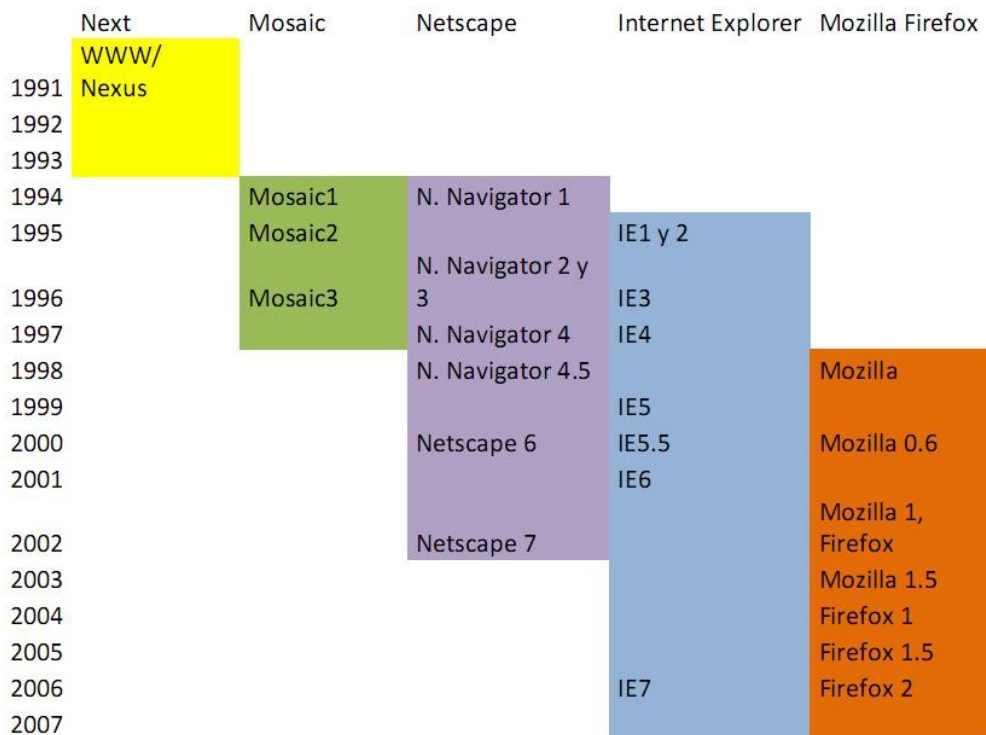 Next Mosaic Netscape Internet Explorer Mozilla Firefox
WWW/
1991 Nexus
1992
1993
1994 Mosaic1 N. Navigator 1
1995 Mosaic2 IE1 y 2
N. Navigator 2 y
1996 Mosaic3 3 IE3
1997 N. Navigator 4 IE4
1998 N. Navigator 4.5 Mozilla
1999 IE5
2000 Netscape 6 IE5.5 Mozilla 0.6
2001 IE6
Mozilla 1,
2002 Netscape 7 Firefox
2003 Mozilla 1.5
2004 Firefox 1
2005 Firefox 1.5
2006 IE7 Firefox 2
2007